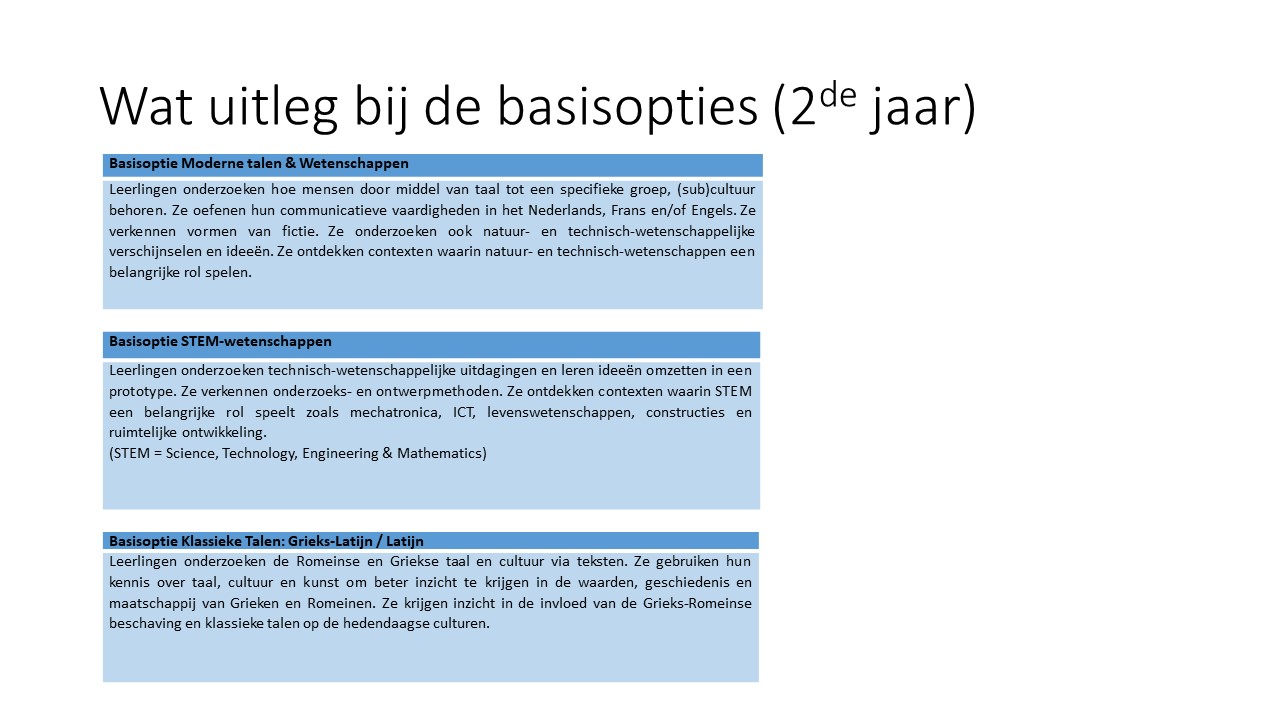 Wat uitleg bij de basisopties (2de jaar)
Basisoptie Moderne talen & Wetenschappen
Leerlingen onderzoeken hoe mensen door middel van taal tot een specifieke groep, (sub)cultuur
behoren. Ze oefenen hun communicatieve vaardigheden in het Nederlands, Frans en/of Engels. Ze
verkennen vormen van fictie. Ze onderzoeken ook natuur- en technisch-wetenschappelijke
verschijnselen en ideeën. Ze ontdekken contexten waarin natuur- en technisch-wetenschappen een
belangrijke rol spelen.
Basisoptie STEM-wetenschappen
Leerlingen onderzoeken technisch-wetenschappelijke uitdagingen en leren ideeën omzetten in een
prototype. Ze verkennen onderzoeks- en ontwerpmethoden. Ze ontdekken contexten waarin STEM
een belangrijke rol speelt zoals mechatronica, ICT, levenswetenschappen, constructies en
ruimtelijke ontwikkeling.
(STEM = Science, Technology, Engineering & Mathematics)
Basisoptie Klassieke Talen: Grieks-Latijn / Latijn
Leerlingen onderzoeken de Romeinse en Griekse taal en cultuur via teksten. Ze gebruiken hun
kennis over taal, cultuur en kunst om beter inzicht te krijgen in de waarden, geschiedenis en
maatschappij van Grieken en Romeinen. Ze krijgen inzicht in de invloed van de Grieks-Romeinse
beschaving en klassieke talen op de hedendaagse culturen.